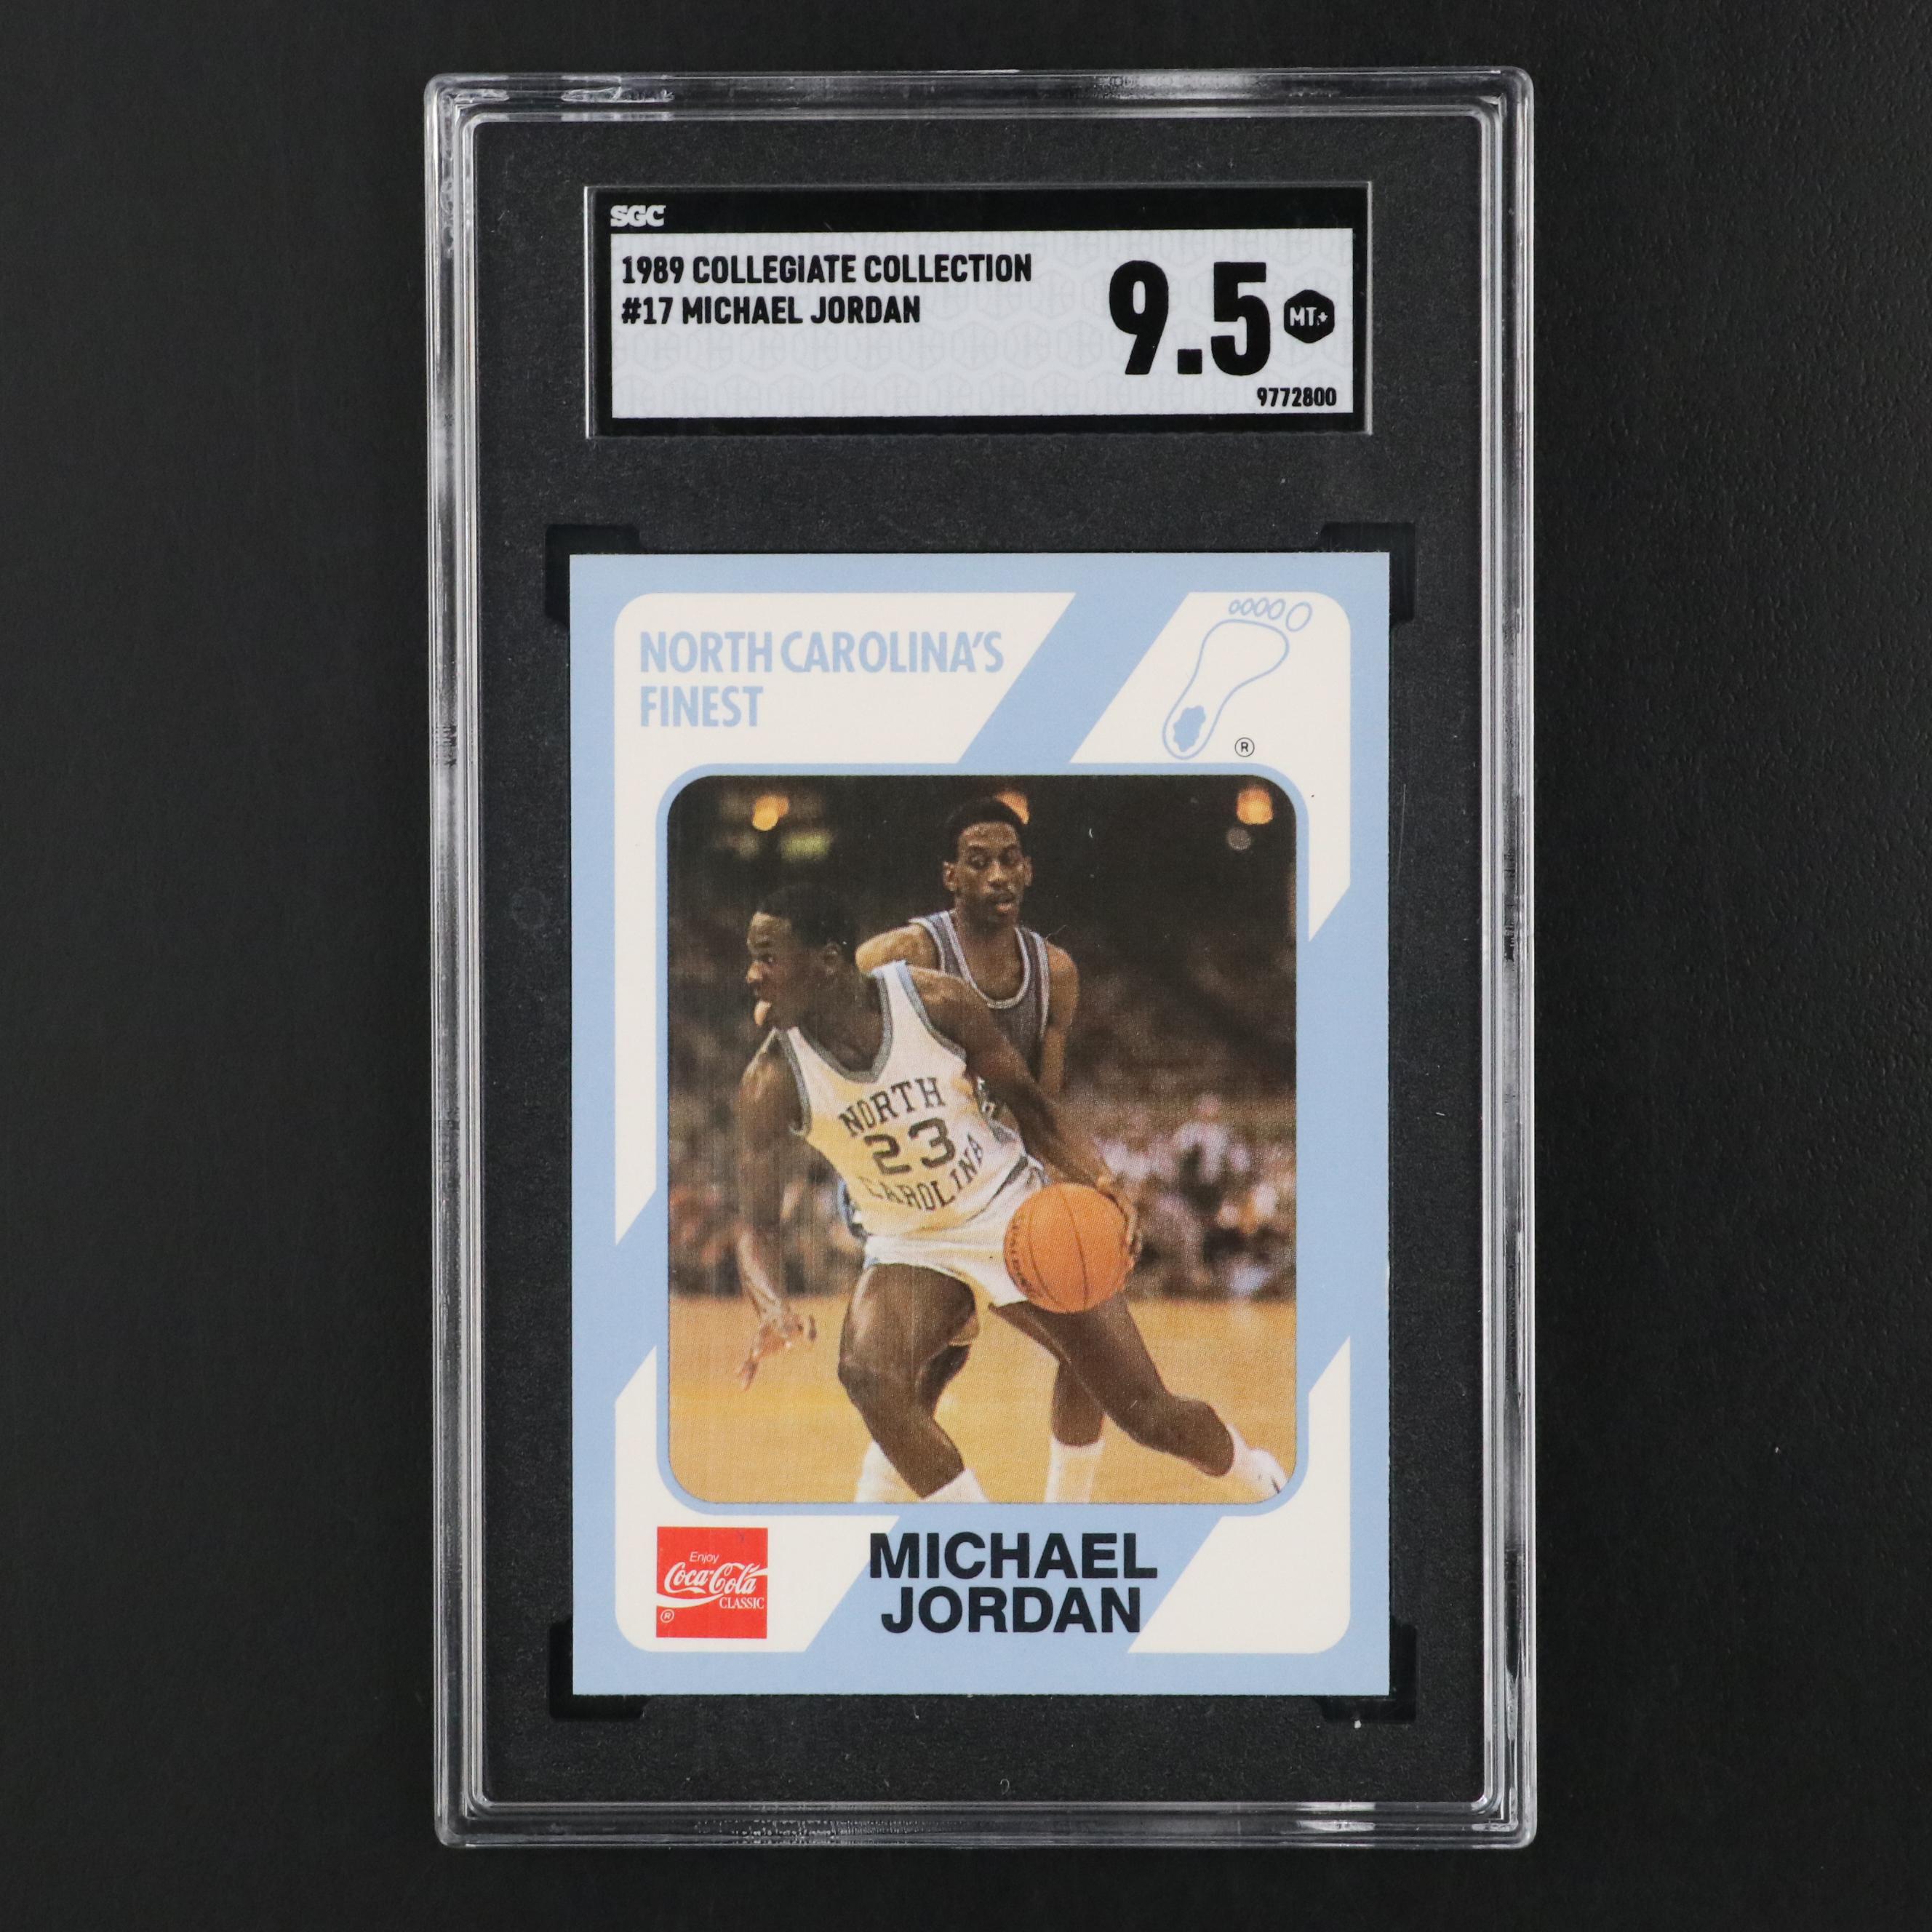 SGC
1989 COLLEGIATE COLLECTION
#17 MICHAEL JORDAN
9.5 MT+
9772800
NORTH CAROLINA'S
FINEST
®
NORTH
23
CAROLINA
Enjoy
Coca-Cola
CLASSIC
®
MICHAEL
JORDAN